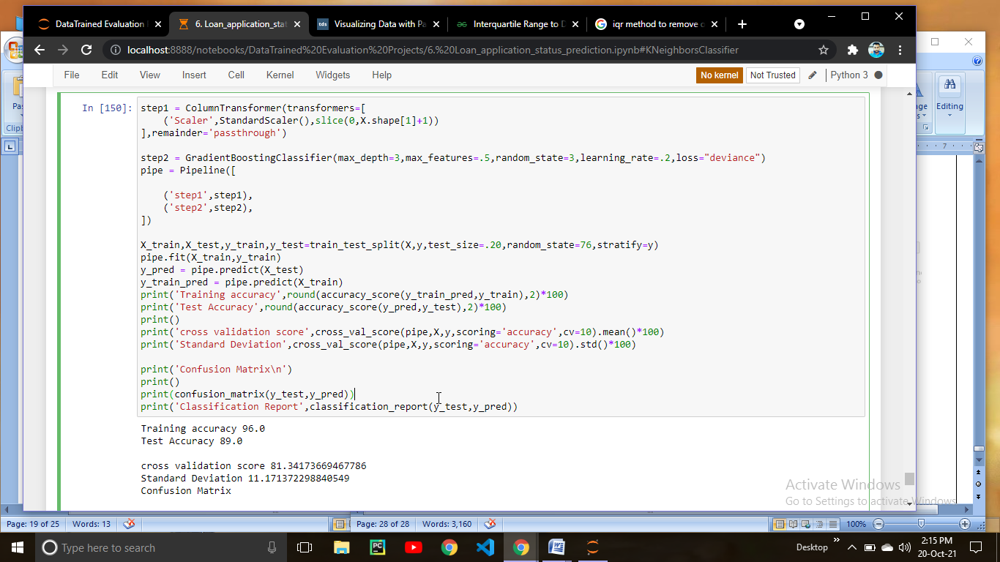 DataTrained Evaluation
6. Loan_application_stat
tds Visualizing Data with Pa
Interquartile Range to D
iqr method to remove o
localhost:8888/notebooks/DataTrained%20Evaluation%20Projects/6.%20Loan_application_status_prediction.ipynb#KNeighborsClassifier
File Edit View Insert Cell Kernel Widgets Help
No kernel Not Trusted Python 3
Editing
In [150]:
step1 = ColumnTransformer(transformers=[
    ('Scaler',StandardScaler(),slice(0,X.shape[1]+1))
],remainder='passthrough')
step2 = GradientBoostingClassifier(max_depth=3,max_features=.5,random_state=3,learning_rate=.2,loss="deviance")
pipe = Pipeline([
    ('step1',step1),
    ('step2',step2),
])
X_train,X_test,y_train,y_test=train_test_split(X,y,test_size=.20,random_state=76,stratify=y)
pipe.fit(X_train,y_train)
y_pred = pipe.predict(X_test)
y_train_pred = pipe.predict(X_train)
print('Training accuracy',round(accuracy_score(y_train_pred,y_train),2)*100)
print('Test Accuracy',round(accuracy_score(y_pred,y_test),2)*100)
print()
print('cross validation score',cross_val_score(pipe,X,y,scoring='accuracy',cv=10).mean()*100)
print('Standard Deviation',cross_val_score(pipe,X,y,scoring='accuracy',cv=10).std()*100)
print('Confusion Matrix\n')
print()
print(confusion_matrix(y_test,y_pred))
print('Classification Report',classification_report(y_test,y_pred))
Training accuracy 96.0
Test Accuracy 89.0
cross validation score 81.34173669467786
Standard Deviation 11.171372298840549
Confusion Matrix
Activate Windows
Go to Settings to activate Windows.
Page: 19 of 25 Words: 13 Page: 28 of 28 Words: 3,160 100%
Type here to search
Desktop
2:15 PM
20-Oct-21